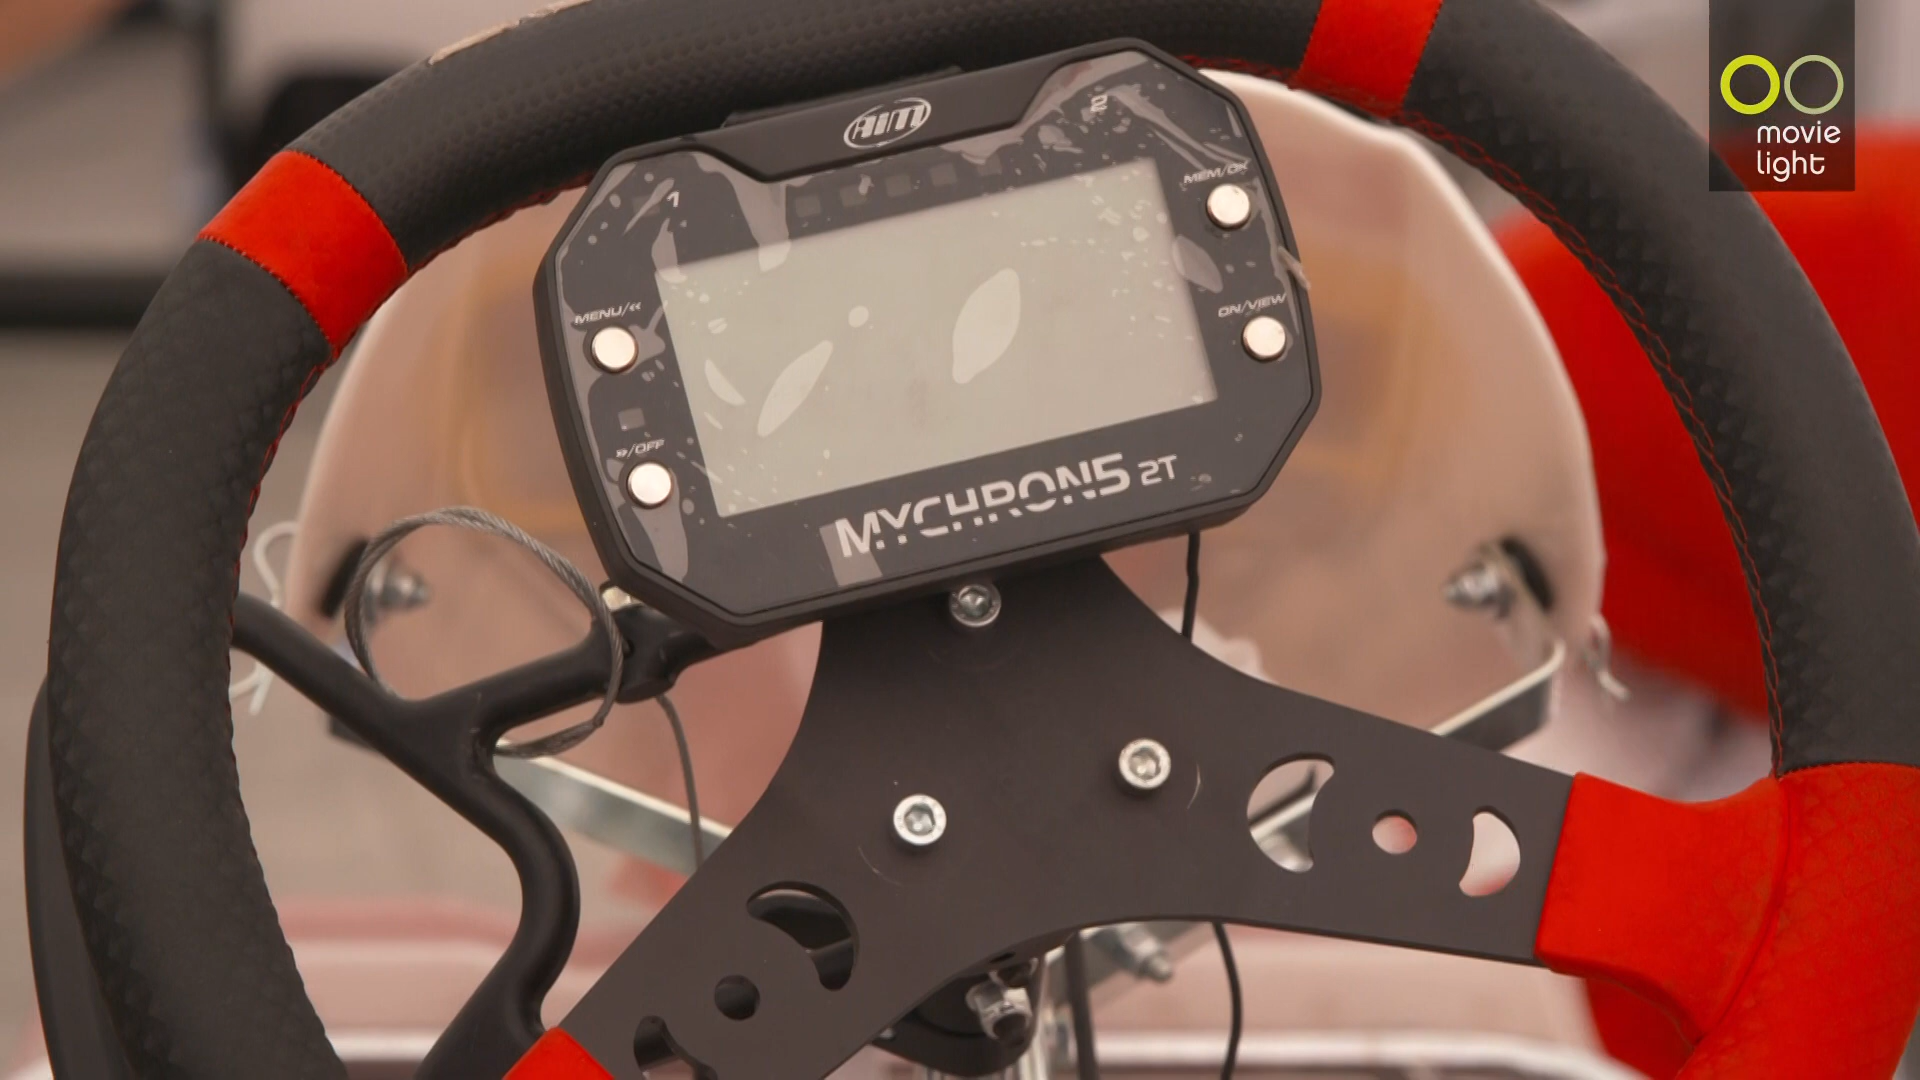 movie
light
AiM
1
2
MEM/OK
MENU/«
ON/VIEW
»/OFF
MYCHRON5 2T